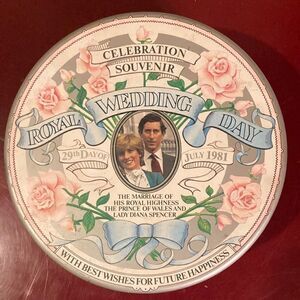 CELEBRATION
SOUVENIR
ROYAL WEDDING DAY
29th DAY OF JULY 1981
THE MARRIAGE OF
HIS ROYAL HIGHNESS
THE PRINCE OF WALES AND
LADY DIANA SPENCER
WITH BEST WISHES FOR FUTURE HAPPINESS